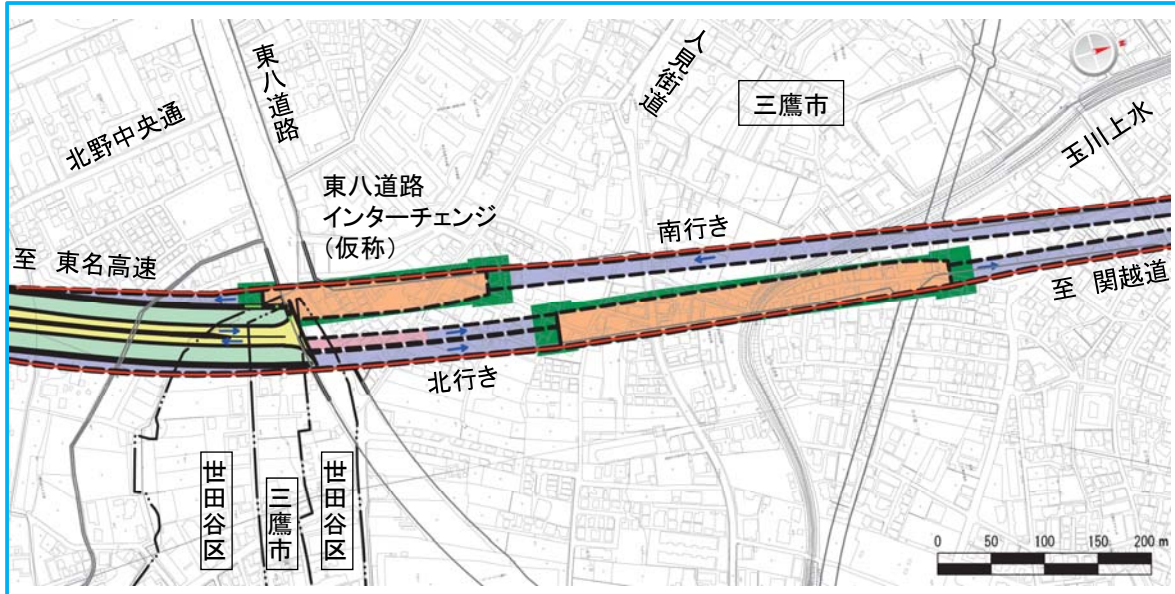 北野中央通
東八道路
人見街道
三鷹市
玉川上水
東八道路
インターチェンジ
(仮称)
南行き
至 東名高速
至 関越道
北行き
世田谷区
三鷹市
世田谷区
0 50 100 150 200 m